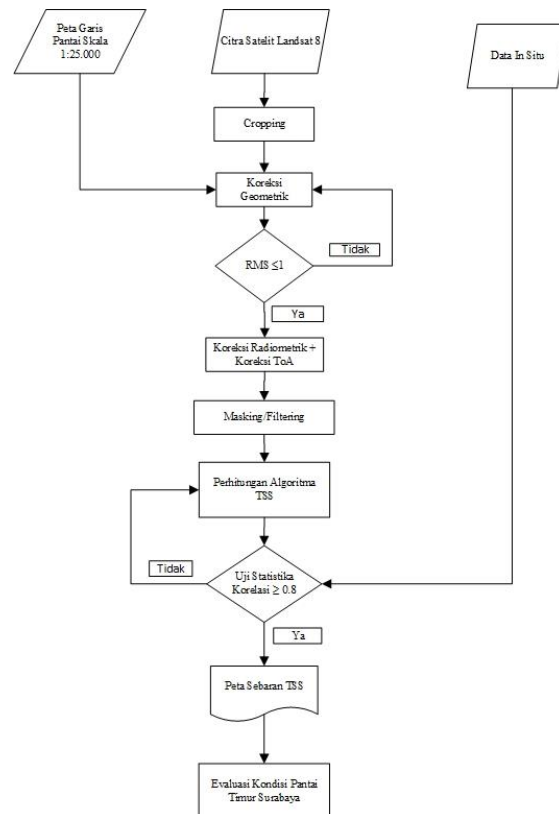 Peta Garis
Pantai Skala
1:25.000
Citra Satelit Landsat 8
Data In Situ
Cropping
Koreksi
Geometrik
Tidak
RMS ≤1
Ya
Koreksi Radiometrik +
Koreksi ToA
Masking/Filtering
Perhitungan Algoritma
TSS
Tidak
Uji Statistika
Korelasi ≥ 0.8
Ya
Peta Sebaran TSS
Evaluasi Kondisi Pantai
Timur Surabaya